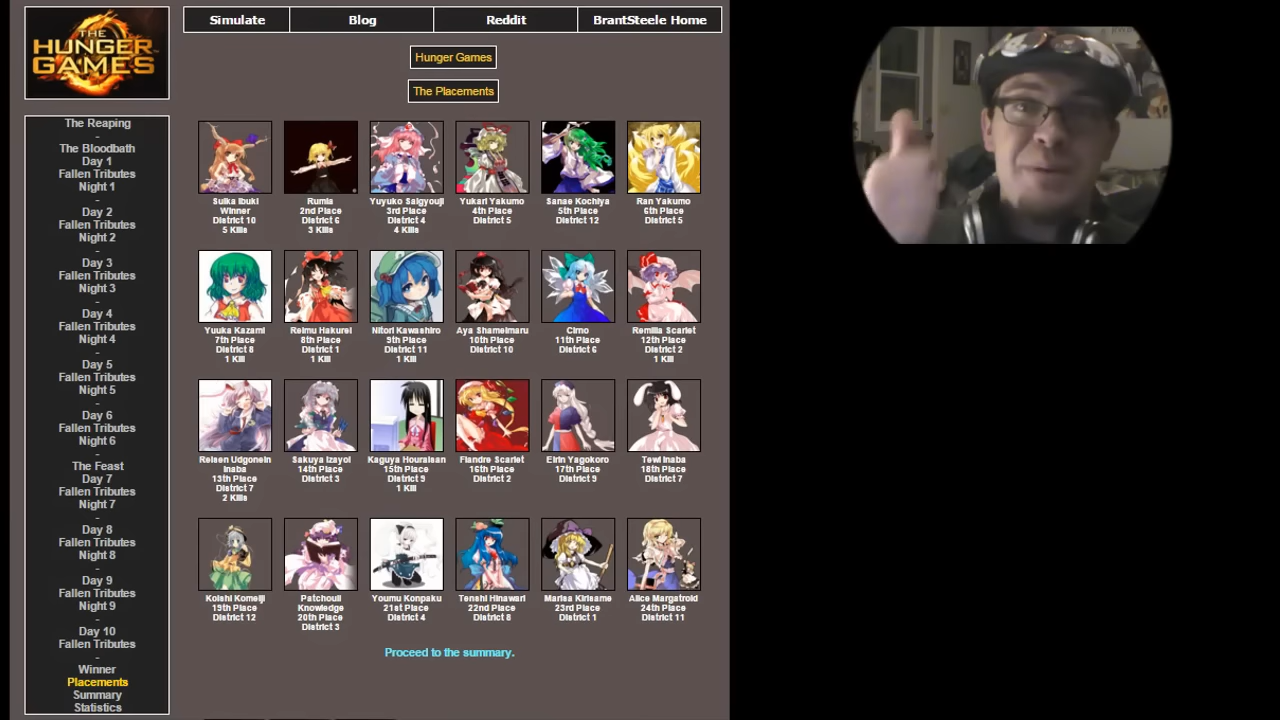 THE
HUNGER
GAMES
Simulate
Blog
Reddit
BrantSteele Home
Hunger Games
The Placements
The Reaping
-
The Bloodbath
Day 1
Fallen Tributes
Night 1
-
Day 2
Fallen Tributes
Night 2
-
Day 3
Fallen Tributes
Night 3
-
Day 4
Fallen Tributes
Night 4
-
Day 5
Fallen Tributes
Night 5
-
Day 6
Fallen Tributes
Night 6
-
The Feast
Day 7
Fallen Tributes
Night 7
-
Day 8
Fallen Tributes
Night 8
-
Day 9
Fallen Tributes
Night 9
-
Day 10
Fallen Tributes
-
Winner
Placements
Summary
Statistics
Suika Ibuki
Winner
District 10
5 Kills
Rumia
2nd Place
District 6
3 Kills
Yuyuko Saigyouji
3rd Place
District 4
4 Kills
Yukari Yakumo
4th Place
District 5
Sanae Kochiya
5th Place
District 12
Ran Yakumo
6th Place
District 5
Yuuka Kazami
7th Place
District 8
1 Kill
Reimu Hakurei
8th Place
District 1
1 Kill
Nitori Kawashiro
9th Place
District 11
1 Kill
Aya Shameimaru
10th Place
District 10
Cirno
11th Place
District 6
Remilia Scarlet
12th Place
District 2
1 Kill
Reisen Udgonein
Inaba
13th Place
District 7
2 Kills
Sakuya Izayoi
14th Place
District 3
Kaguya Houraisan
15th Place
District 9
1 Kill
Flandre Scarlet
16th Place
District 2
Eirin Yagokoro
17th Place
District 9
Tewi Inaba
18th Place
District 7
Koishi Komeiji
19th Place
District 12
Patchouli
Knowledge
20th Place
District 3
Youmu Konpaku
21st Place
District 4
Tenshi Hinawari
22nd Place
District 8
Marisa Kirisame
23rd Place
District 1
Alice Margatroid
24th Place
District 11
Proceed to the summary.